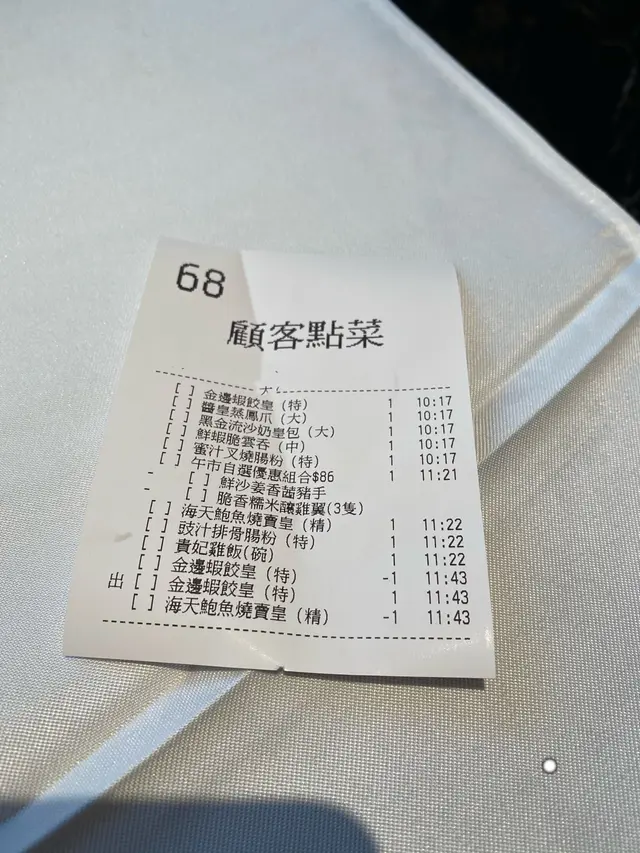 68
顧客點菜
[ ] 金邊蝦餃皇 (特) 1 10:17
[ ] 醬皇蒸鳳爪 (大) 1 10:17
[ ] 黑金流沙奶皇包 (大) 1 10:17
[ ] 鮮蝦脆雲吞 (中) 1 10:17
[ ] 蜜汁叉燒腸粉 (特) 1 10:17
[ ] 午市自選優惠組合$86 1 11:21
- [ ] 鮮沙姜香茜豬手
- [ ] 脆香糯米讓雞翼(3隻)
[ ] 海天鮑魚燒賣皇 (精) 1 11:22
[ ] 豉汁排骨腸粉 (特) 1 11:22
[ ] 貴妃雞飯(碗) 1 11:22
[ ] 金邊蝦餃皇 (特) -1 11:43
出 [ ] 金邊蝦餃皇 (特) 1 11:43
[ ] 海天鮑魚燒賣皇 (精) -1 11:43